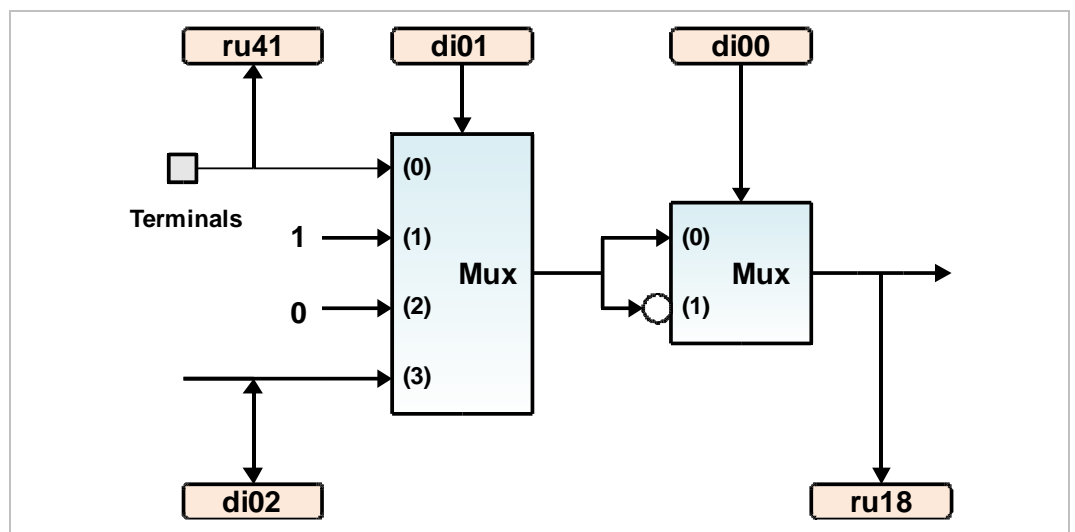 ru41
di01
di00
(0)
Terminals
1
(1)
(0)
Mux
Mux
0
(2)
(1)
(3)
di02
ru18